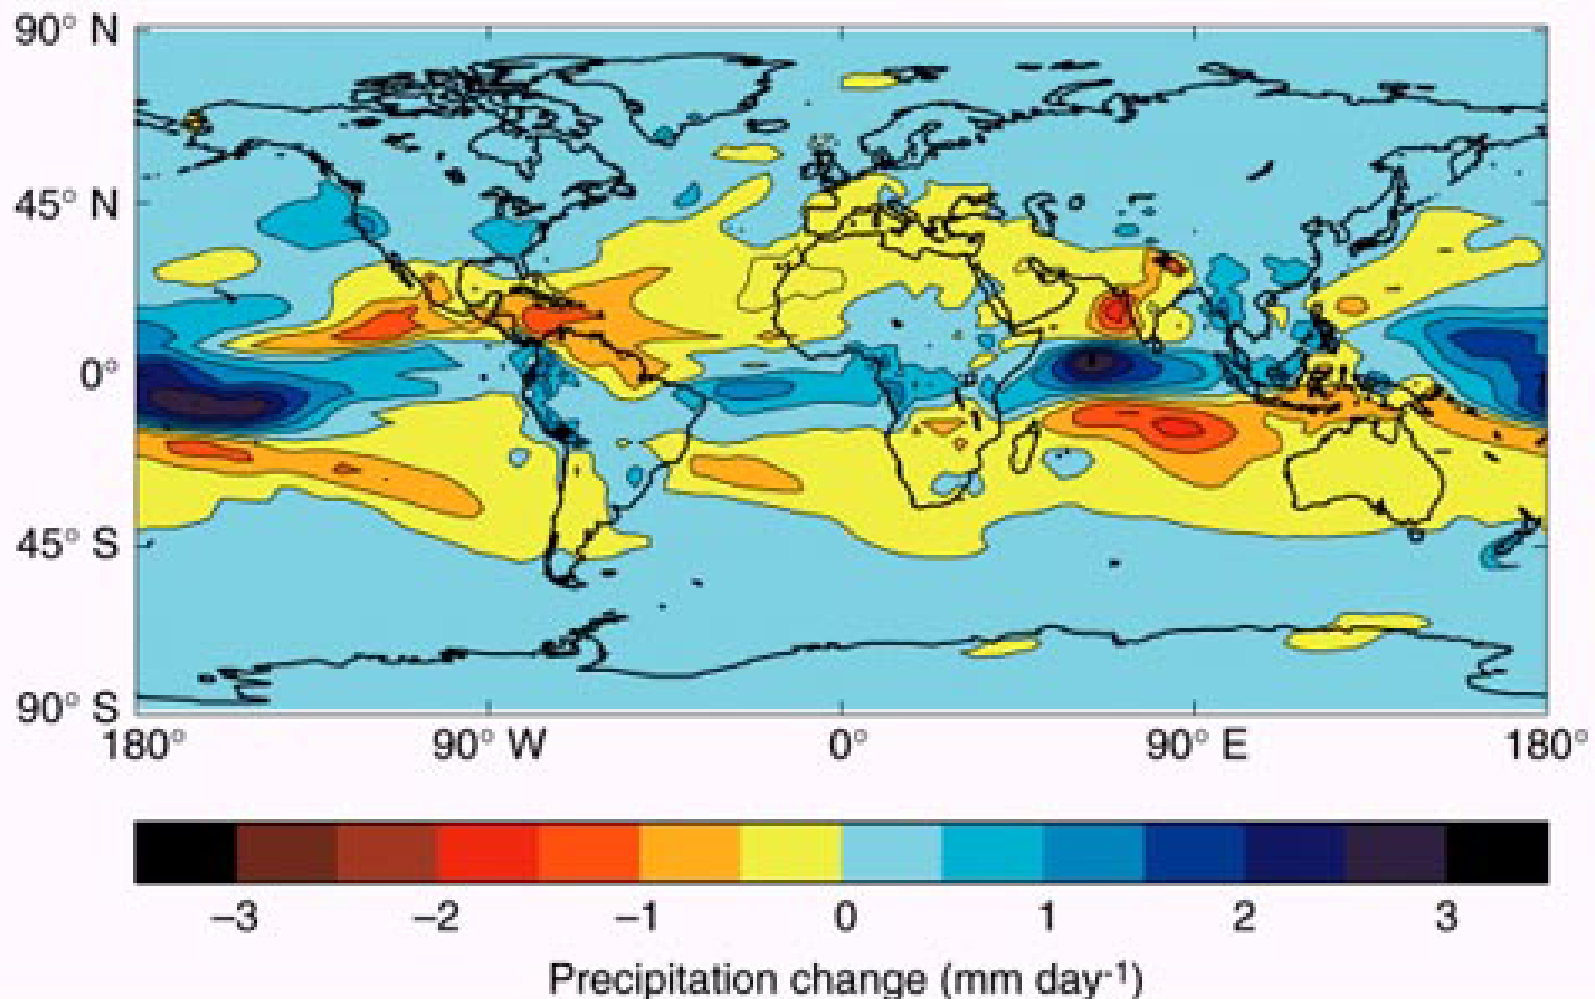 90° N
45° N
0°
45° S
90° S
180° 90° W 0° 90° E 180°
–3 –2 –1 0 1 2 3
Precipitation change (mm day-1)